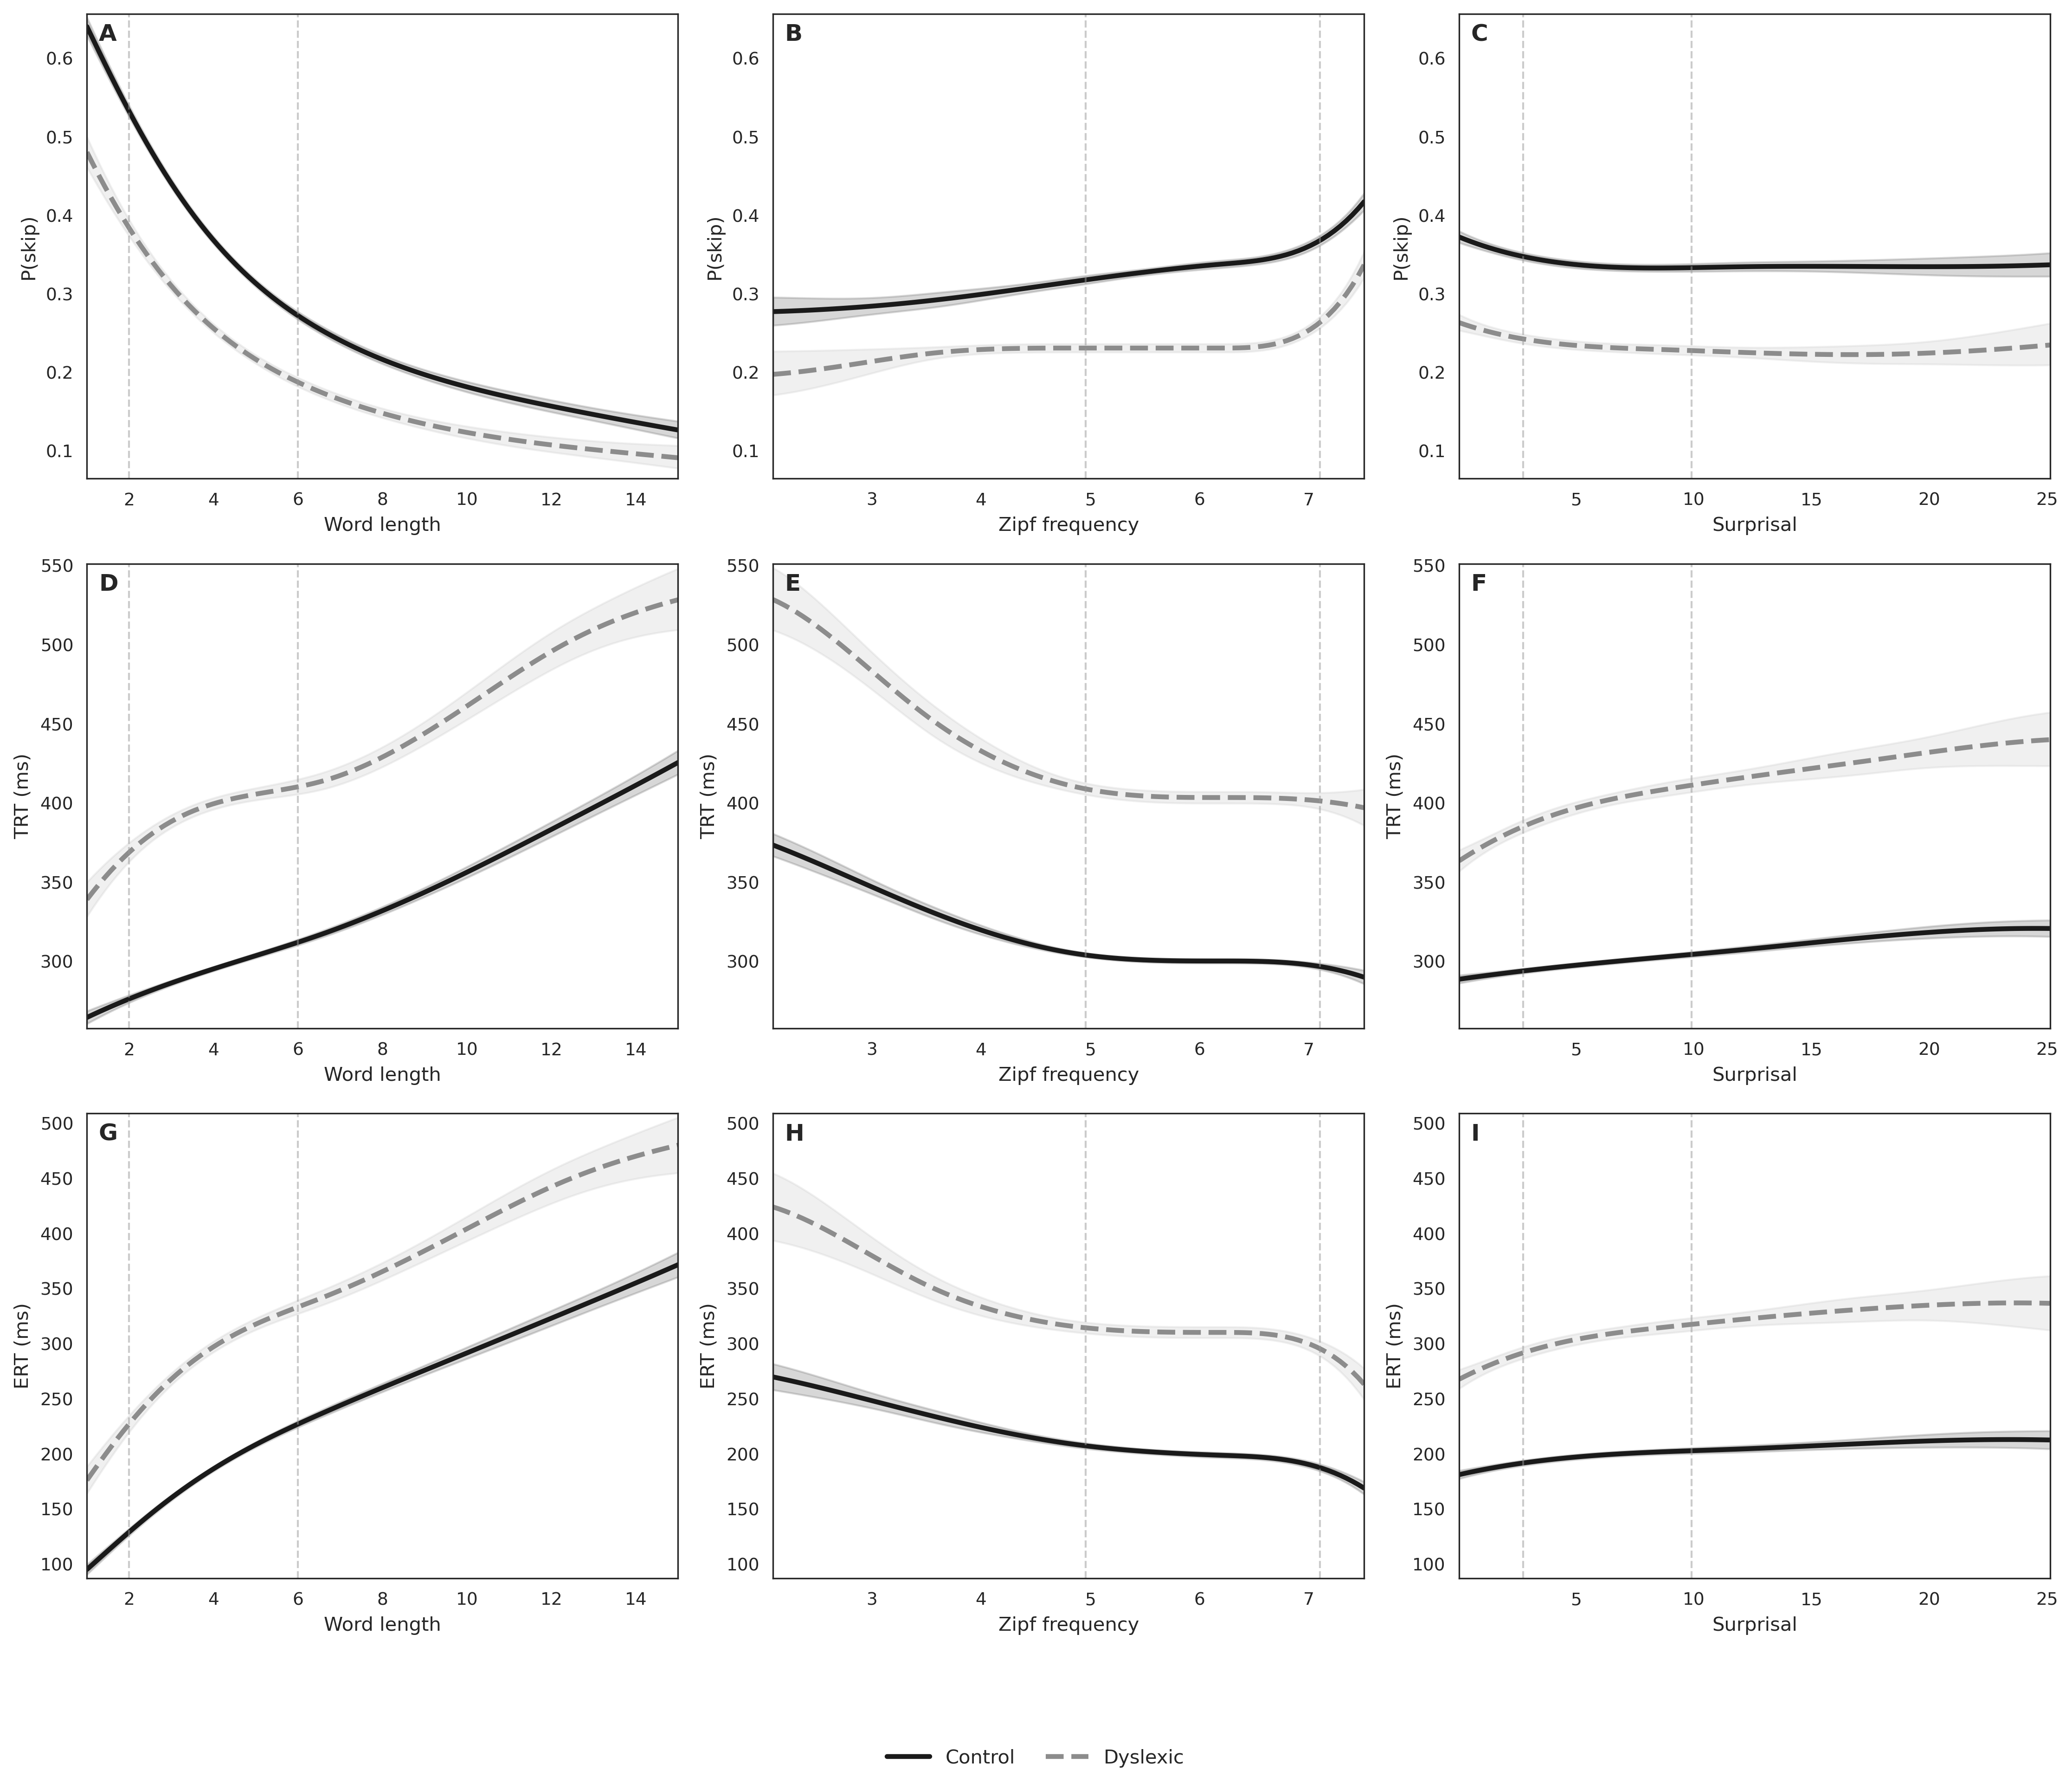 A
P(skip)
0.6
0.5
0.4
0.3
0.2
0.1
2 4 6 8 10 12 14
Word length
B
P(skip)
0.6
0.5
0.4
0.3
0.2
0.1
3 4 5 6 7
Zipf frequency
C
P(skip)
0.6
0.5
0.4
0.3
0.2
0.1
5 10 15 20 25
Surprisal
D
TRT (ms)
550
500
450
400
350
300
2 4 6 8 10 12 14
Word length
E
TRT (ms)
550
500
450
400
350
300
3 4 5 6 7
Zipf frequency
F
TRT (ms)
550
500
450
400
350
300
5 10 15 20 25
Surprisal
G
ERT (ms)
500
450
400
350
300
250
200
150
100
2 4 6 8 10 12 14
Word length
H
ERT (ms)
500
450
400
350
300
250
200
150
100
3 4 5 6 7
Zipf frequency
I
ERT (ms)
500
450
400
350
300
250
200
150
100
5 10 15 20 25
Surprisal
Control Dyslexic